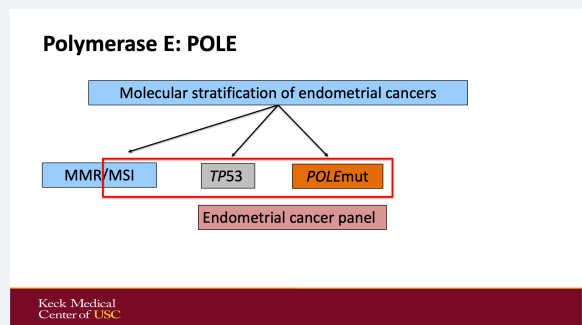 Polymerase E: POLE
Molecular stratification of endometrial cancers
MMR/MSI
TP53
POLEmut
Endometrial cancer panel
Keck Medical
Center of USC